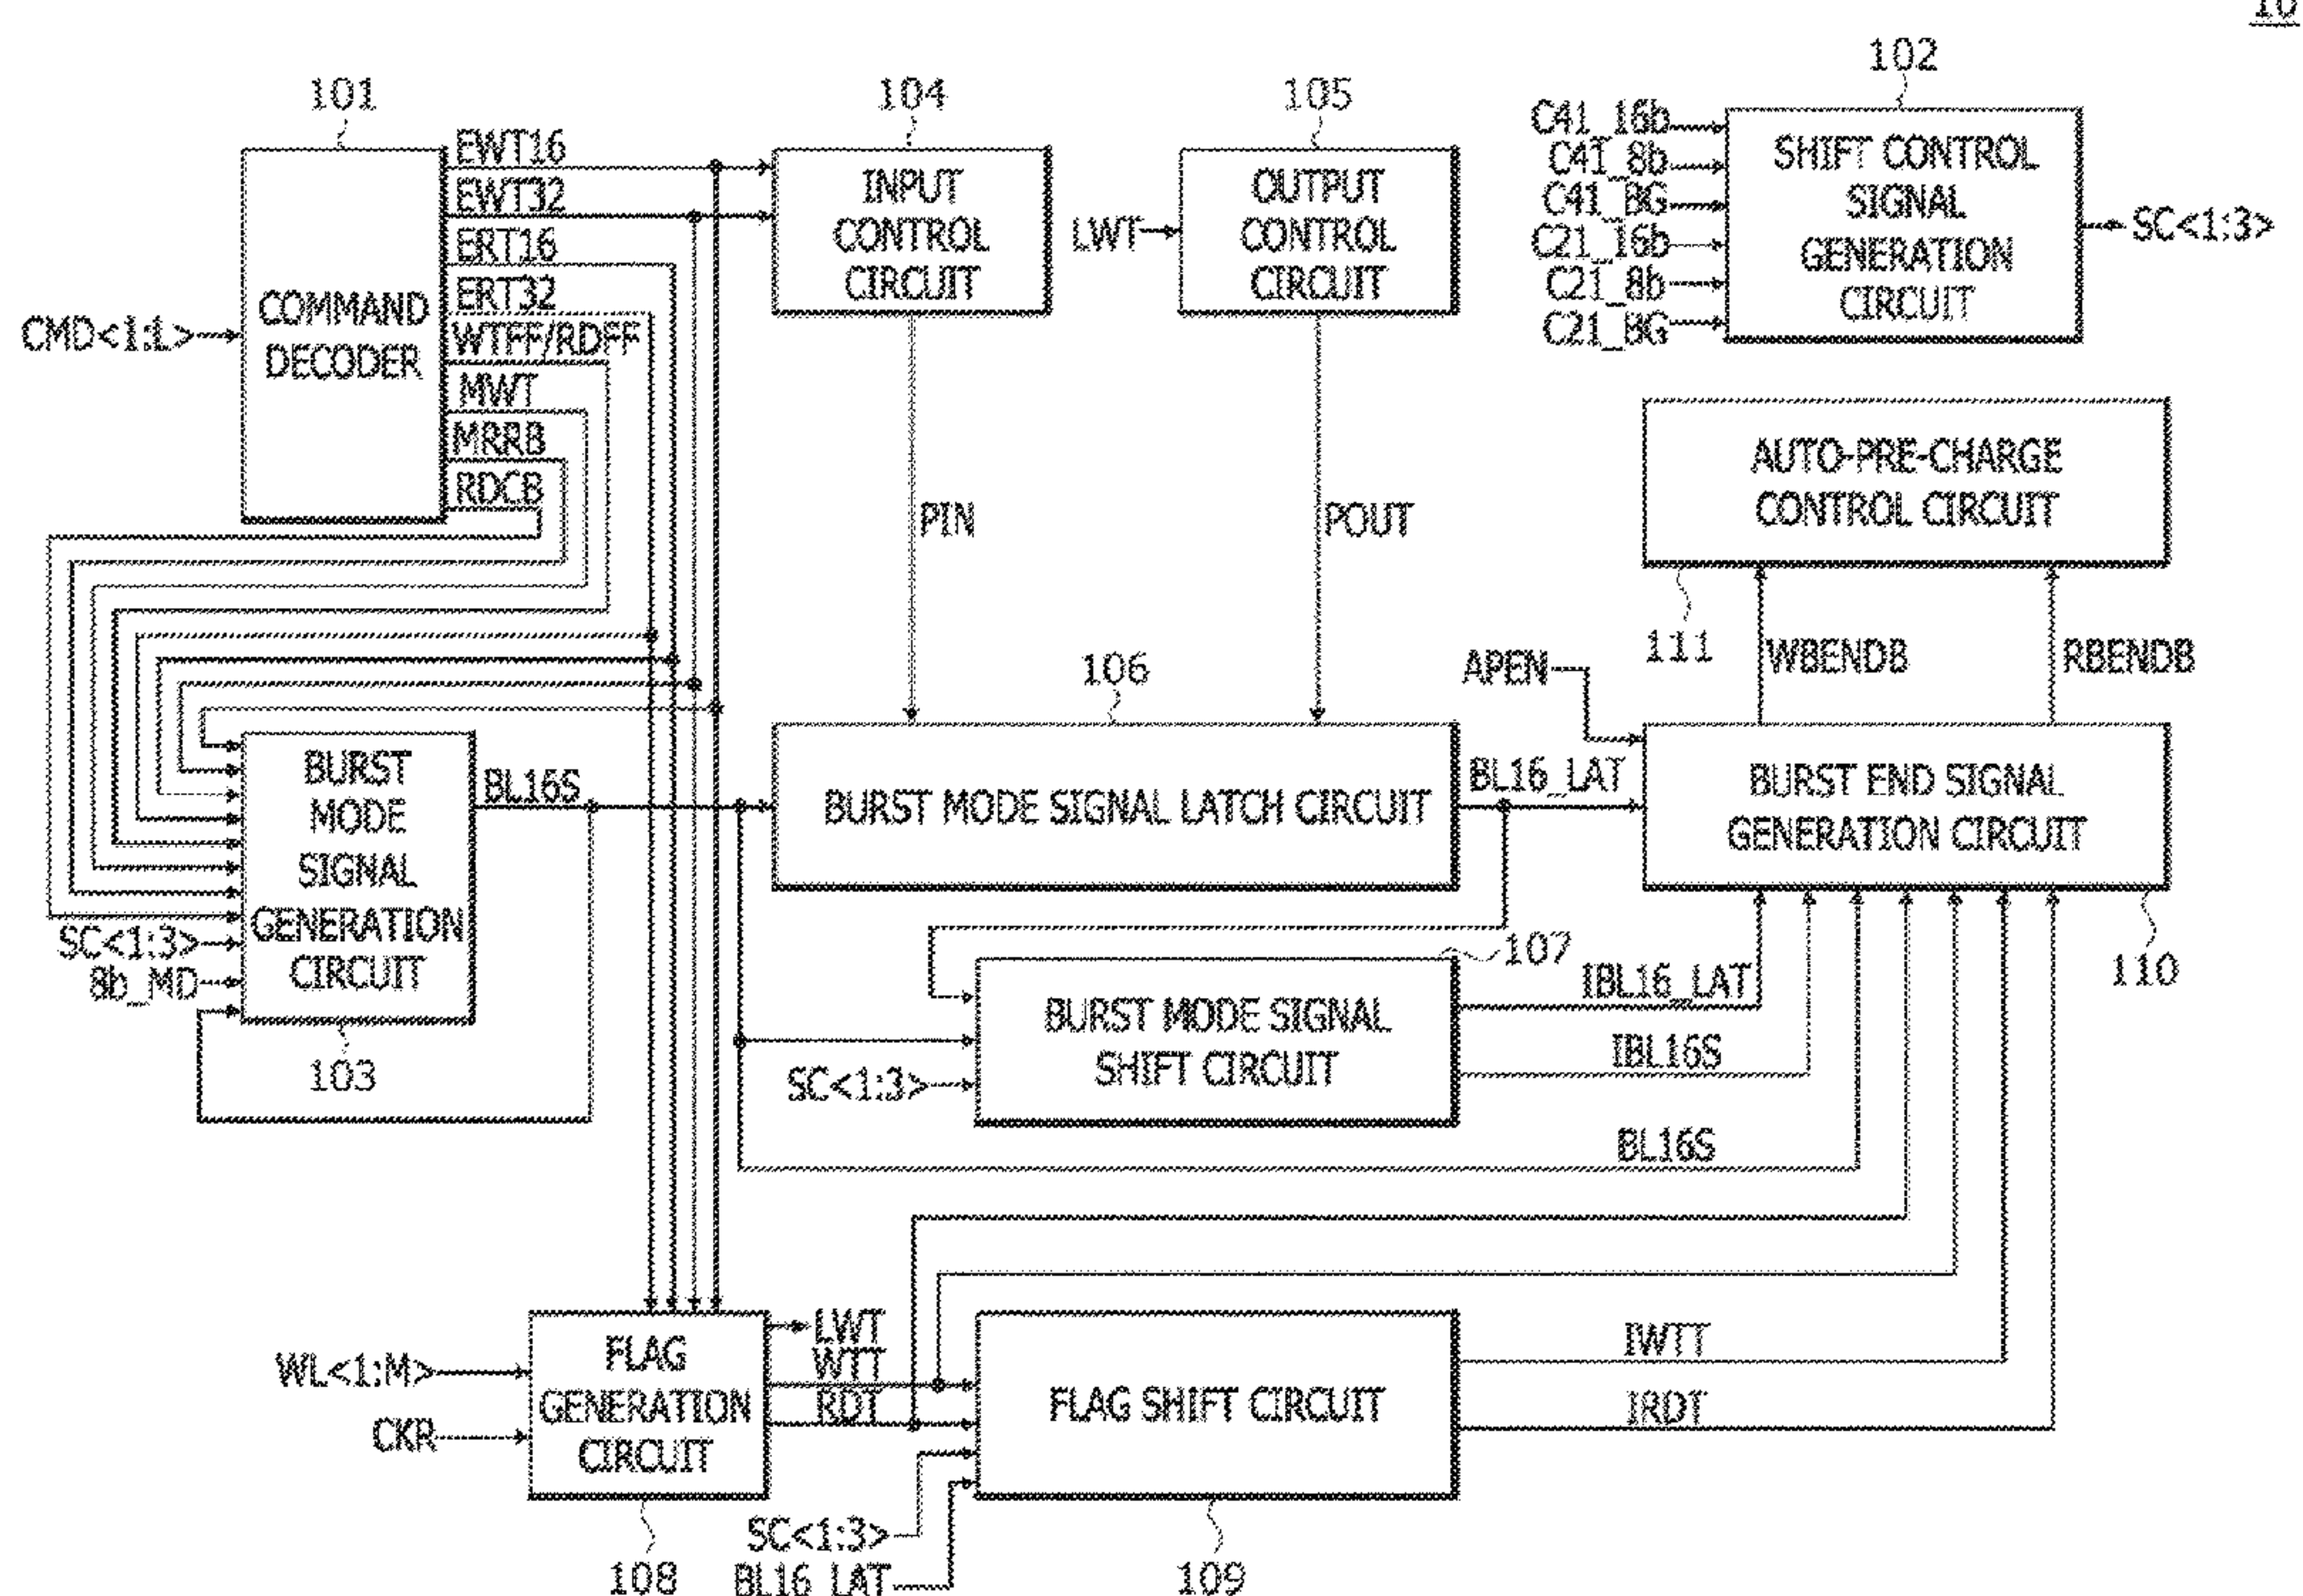 10
101
104
105
102
EWT16
EWT32
ERT16
ERT32
WTFF/RDFF
MWT
MRRB
RDCB
CMD<1:L>
COMMAND
DECODER
INPUT
CONTROL
CIRCUIT
LWT
OUTPUT
CONTROL
CIRCUIT
C41_16b
C41_8b
C41_BG
C21_16b
C21_8b
C21_BG
SHIFT CONTROL
SIGNAL
GENERATION
CIRCUIT
SC<1:3>
AUTO-PRE-CHARGE
CONTROL CIRCUIT
PIN
POUT
111
WBENDB
RBENDB
106
APEN
BURST
MODE
SIGNAL
GENERATION
CIRCUIT
BL16S
BURST MODE SIGNAL LATCH CIRCUIT
BL16_LAT
BURST END SIGNAL
GENERATION CIRCUIT
SC<1:3>
8b_MD
103
107
110
BURST MODE SIGNAL
SHIFT CIRCUIT
SC<1:3>
IBL16_LAT
IBL16S
BL16S
WL<1:M>
CKR
FLAG
GENERATION
CIRCUIT
LWT
WTT
RDT
FLAG SHIFT CIRCUIT
IWTT
IRDT
SC<1:3>
BL16_LAT
108
109